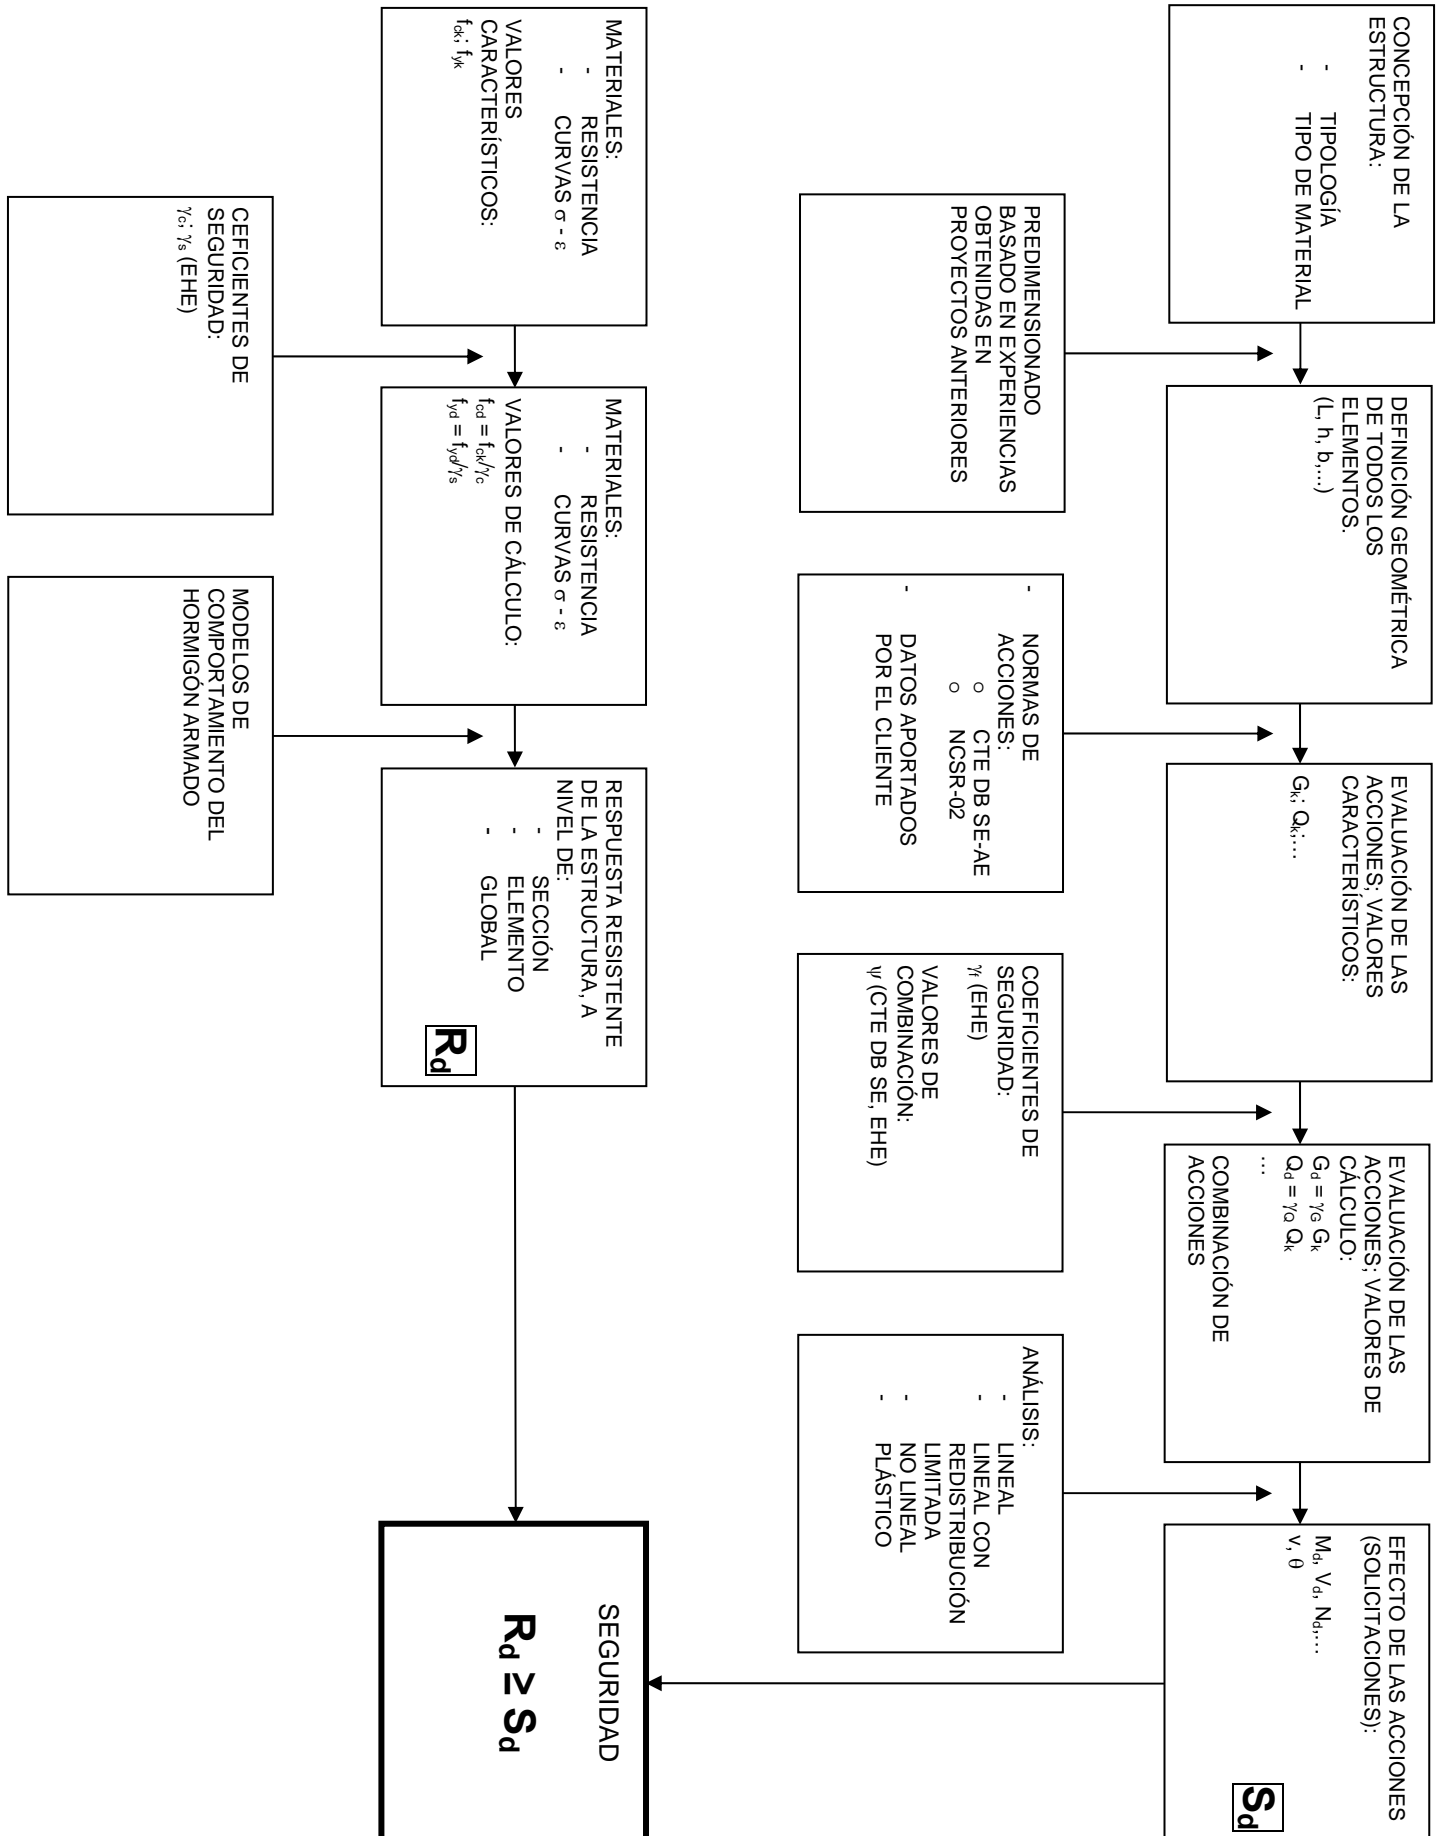 CONCEPCIÓN DE LA
ESTRUCTURA:
- TIPOLOGÍA
- TIPO DE MATERIAL
DEFINICIÓN GEOMÉTRICA
DE TODOS LOS
ELEMENTOS.
(L, h, b,...)
EVALUACIÓN DE LAS
ACCIONES; VALORES
CARACTERÍSTICOS:
Gk; Qk;...
EVALUACIÓN DE LAS
ACCIONES; VALORES DE
CÁLCULO:
Gd = γG Gk
Qd = γQ Qk
...
COMBINACIÓN DE
ACCIONES
EFECTO DE LAS ACCIONES
(SOLICITACIONES):
Md, Vd, Nd,...
v, θ
Sd
PREDIMENSIONADO
BASADO EN EXPERIENCIAS
OBTENIDAS EN
PROYECTOS ANTERIORES
- NORMAS DE
ACCIONES:
o CTE DB SE-AE
o NCSR-02
- DATOS APORTADOS
POR EL CLIENTE
COEFICIENTES DE
SEGURIDAD:
γf (EHE)
VALORES DE
COMBINACIÓN:
ψ (CTE DB SE, EHE)
ANÁLISIS:
- LINEAL
- LINEAL CON
REDISTRIBUCIÓN
LIMITADA
- NO LINEAL
- PLÁSTICO
MATERIALES:
- RESISTENCIA
- CURVAS σ - ε
VALORES
CARACTERÍSTICOS:
fck; fyk
MATERIALES:
- RESISTENCIA
- CURVAS σ - ε
VALORES DE CÁLCULO:
fcd = fck/γc
fyd = fyd/γs
RESPUESTA RESISTENTE
DE LA ESTRUCTURA, A
NIVEL DE:
- SECCIÓN
- ELEMENTO
- GLOBAL
Rd
SEGURIDAD
Rd ≥ Sd
CEFICIENTES DE
SEGURIDAD:
γc; γs (EHE)
MODELOS DE
COMPORTAMIENTO DEL
HORMIGÓN ARMADO